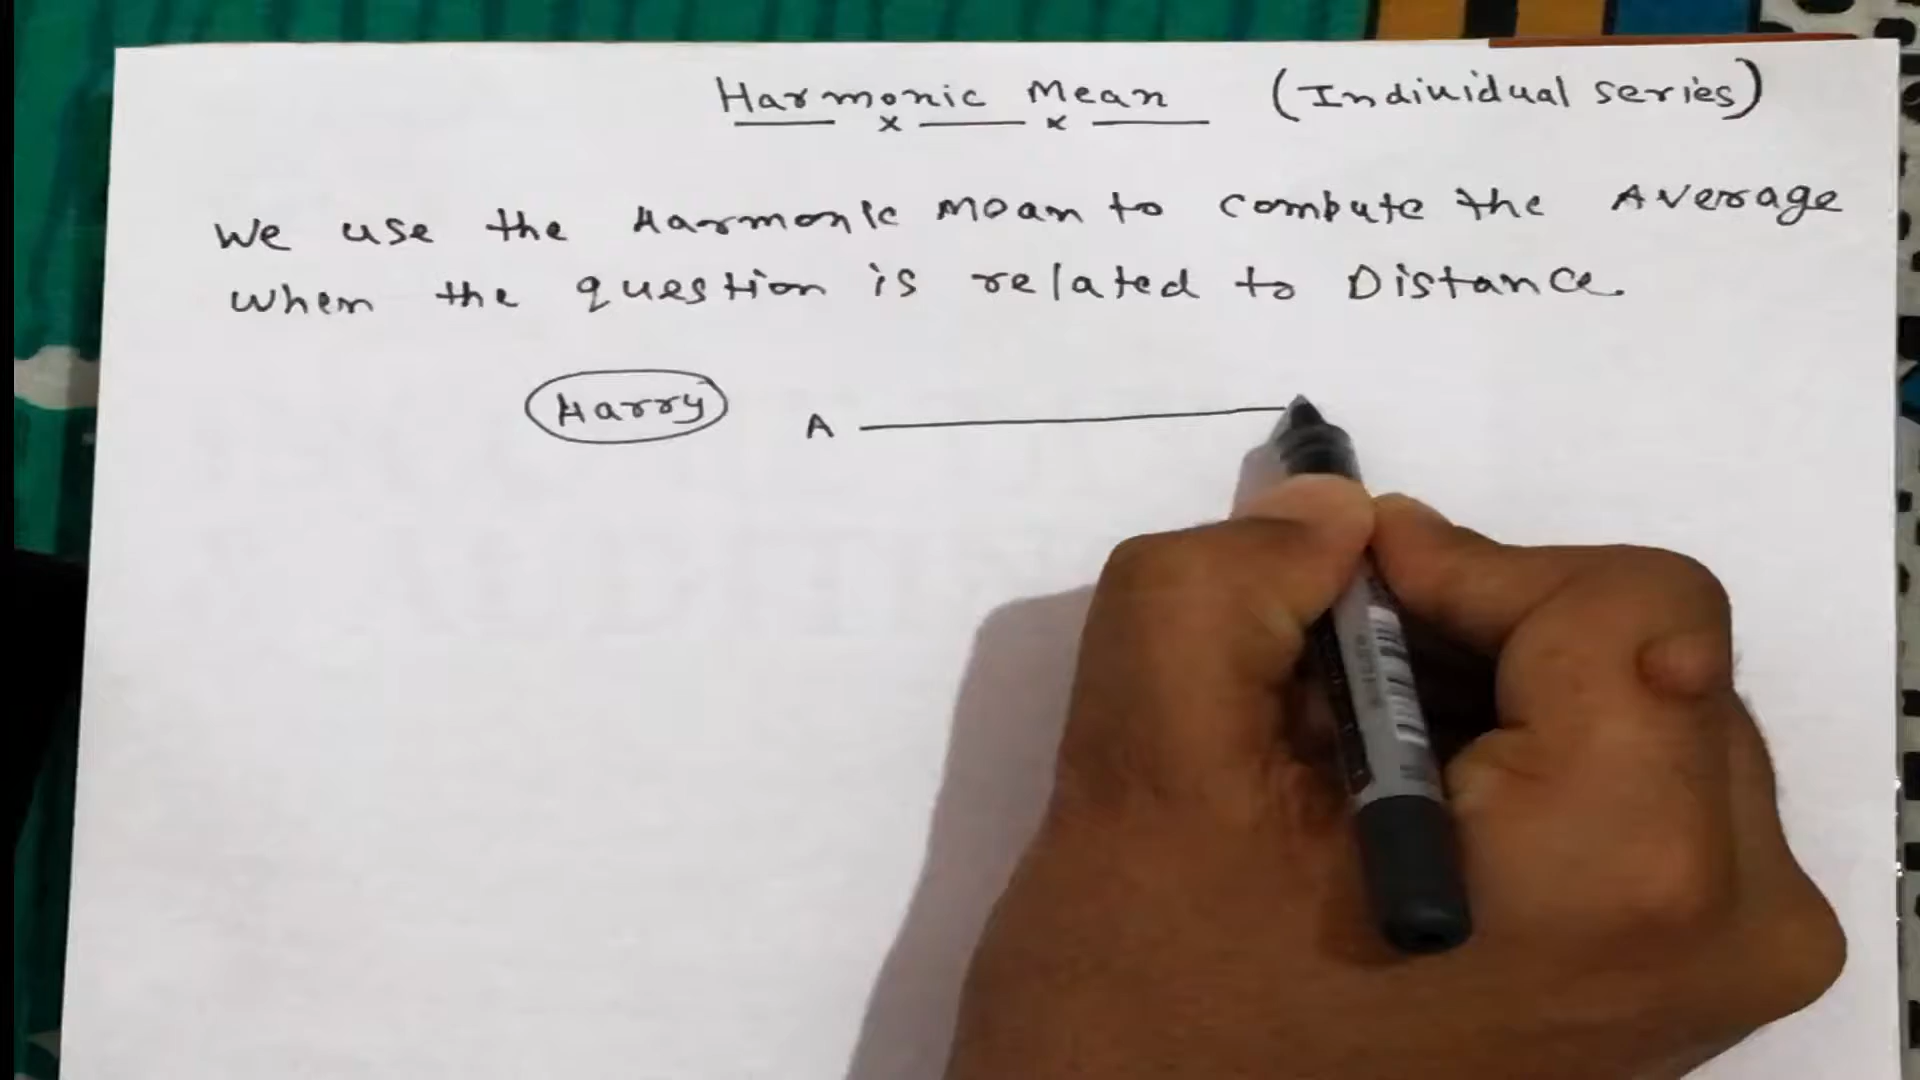 Harmonic Mean (Individual series)
We use the Harmonic Mean to compute the Average
when the question is related to Distance.
Harry A